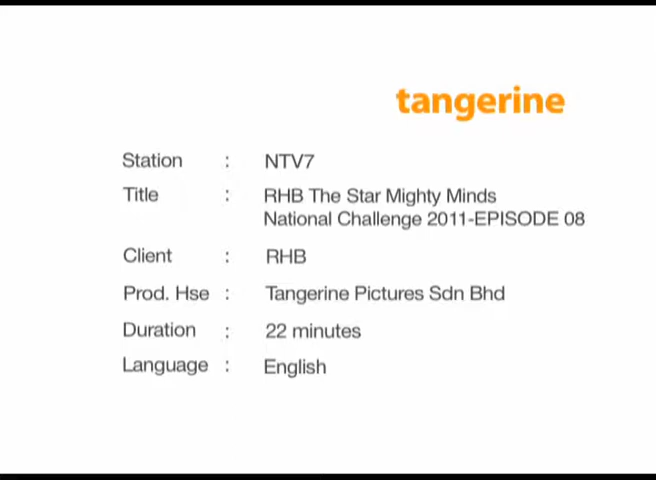 tangerine
Station : NTV7
Title : RHB The Star Mighty Minds
National Challenge 2011-EPISODE 08
Client : RHB
Prod. Hse : Tangerine Pictures Sdn Bhd
Duration : 22 minutes
Language : English